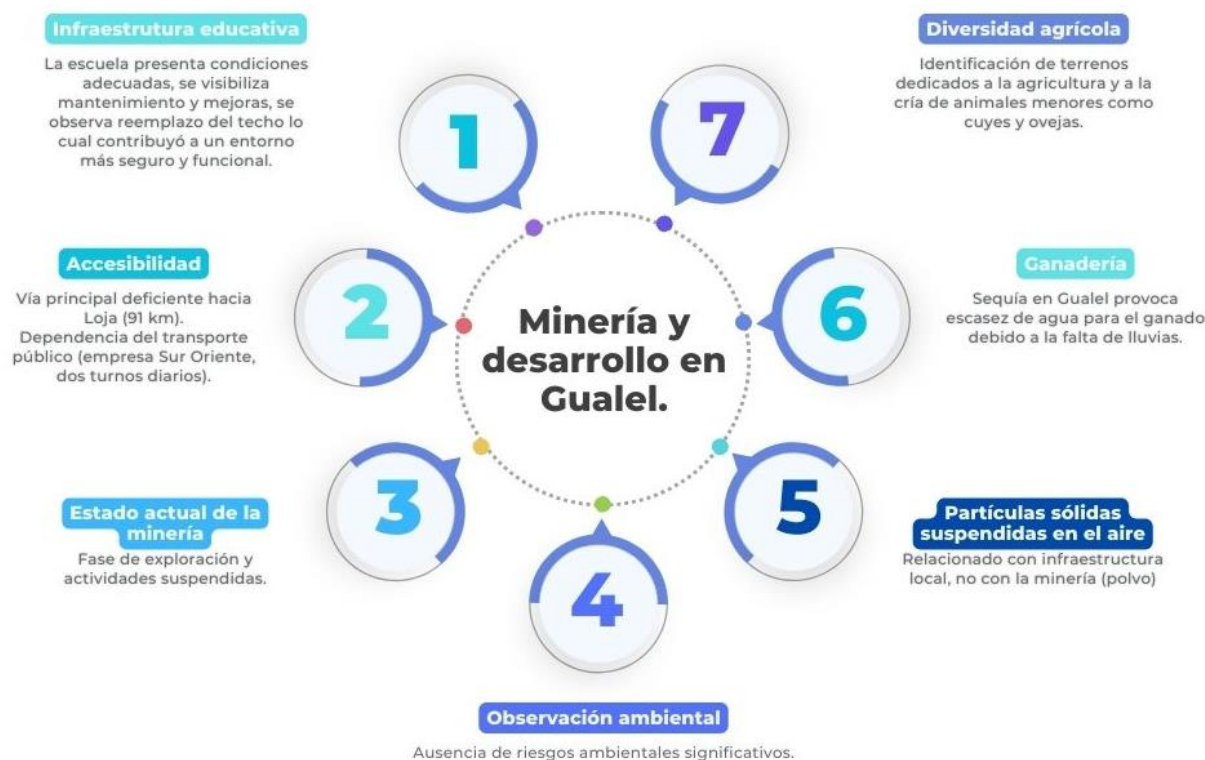 Infraestrutura educativa
La escuela presenta condiciones
adecuadas, se visibiliza
mantenimiento y mejoras, se
observa reemplazo del techo lo
cual contribuyó a un entorno
más seguro y funcional.
1
Accesibilidad
Vía principal deficiente hacia
Loja (91 km).
Dependencia del transporte
público (empresa Sur Oriente,
dos turnos diarios).
2
Estado actual de la
minería
Fase de exploración y
actividades suspendidas.
3
Minería y
desarrollo en
Gualel.
4
Observación ambiental
Ausencia de riesgos ambientales significativos.
5
Partículas sólidas
suspendidas en el aire
Relacionado con infraestructura
local, no con la minería (polvo)
6
Ganadería
Sequía en Gualel provoca
escasez de agua para el ganado
debido a la falta de lluvias.
7
Diversidad agrícola
Identificación de terrenos
dedicados a la agricultura y a la
cría de animales menores como
cuyes y ovejas.